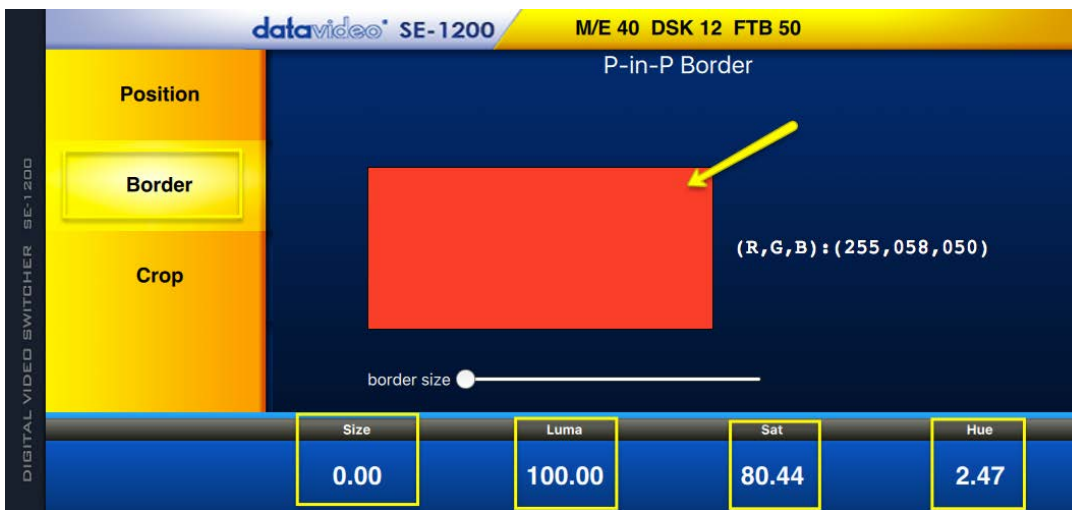 datavideo® SE-1200
M/E 40 DSK 12 FTB 50
P-in-P Border
Position
Border
Crop
(R,G,B):(255,058,050)
border size
Size
Luma
Sat
Hue
0.00
100.00
80.44
2.47
DIGITAL VIDEO SWITCHER SE-1200